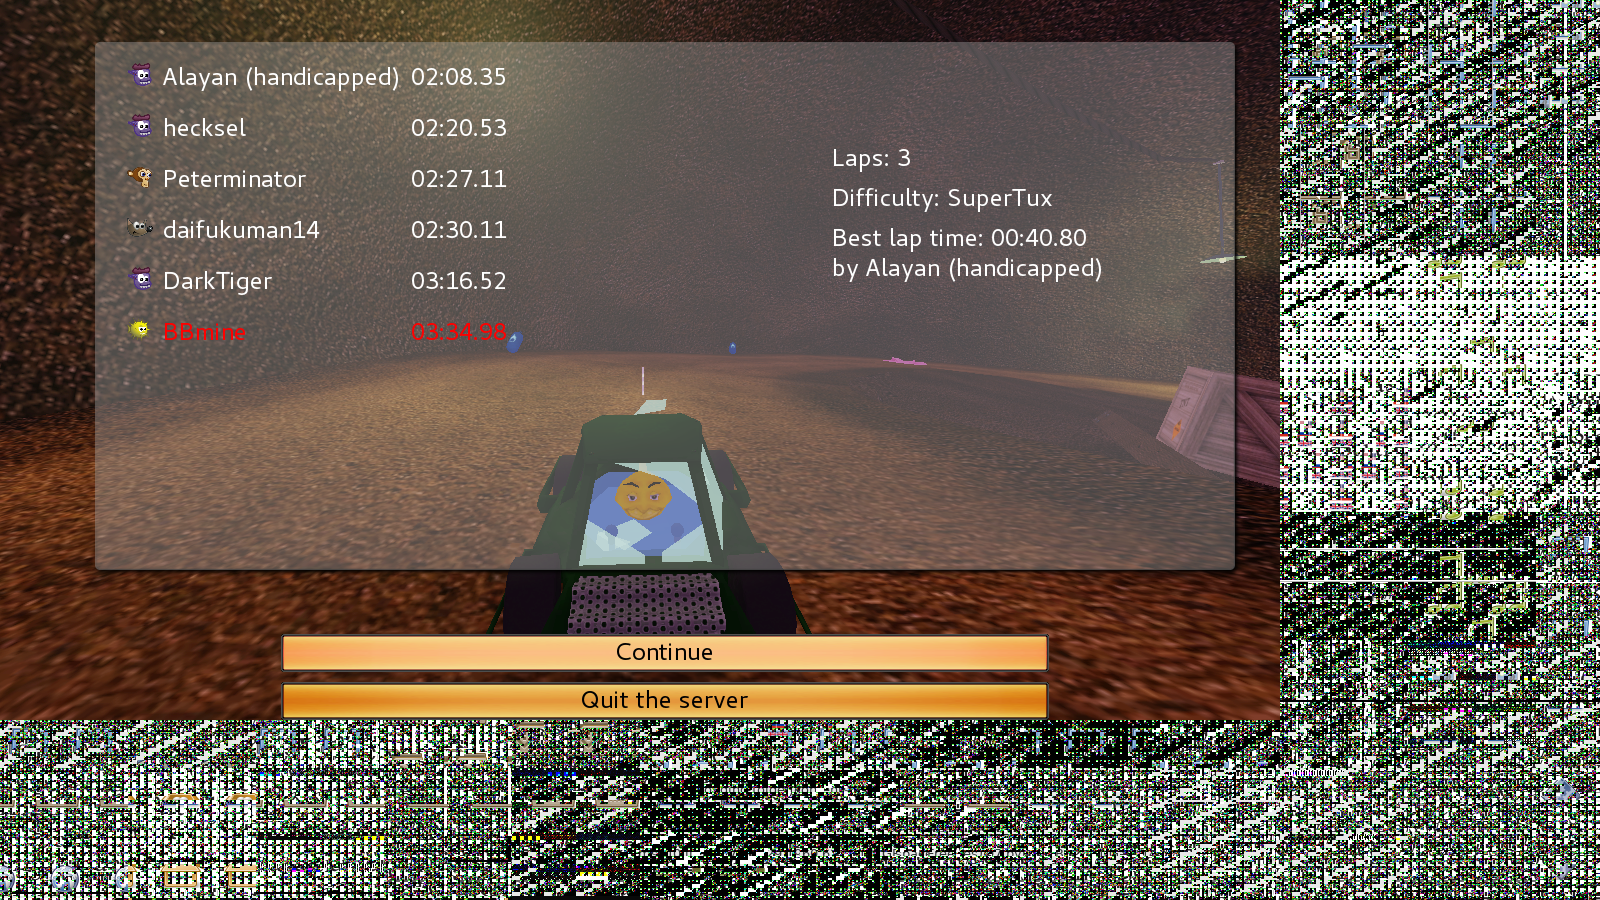 Alayan (handicapped) 02:08.35
hecksel 02:20.53
Peterminator 02:27.11
daifukuman14 02:30.11
DarkTiger 03:16.52
BBmine 03:34.98
Laps: 3
Difficulty: SuperTux
Best lap time: 00:40.80
by Alayan (handicapped)
Continue
Quit the server